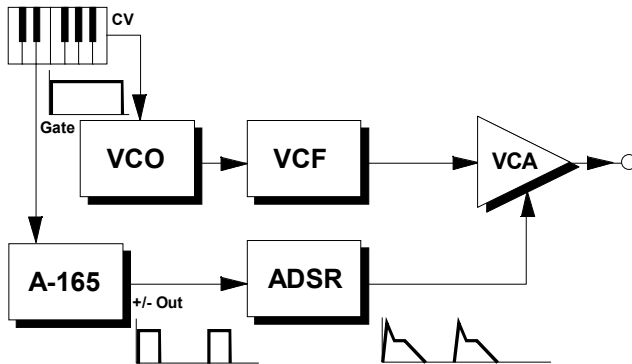 CV
Gate
VCO
VCF
VCA
A-165
+/- Out
ADSR